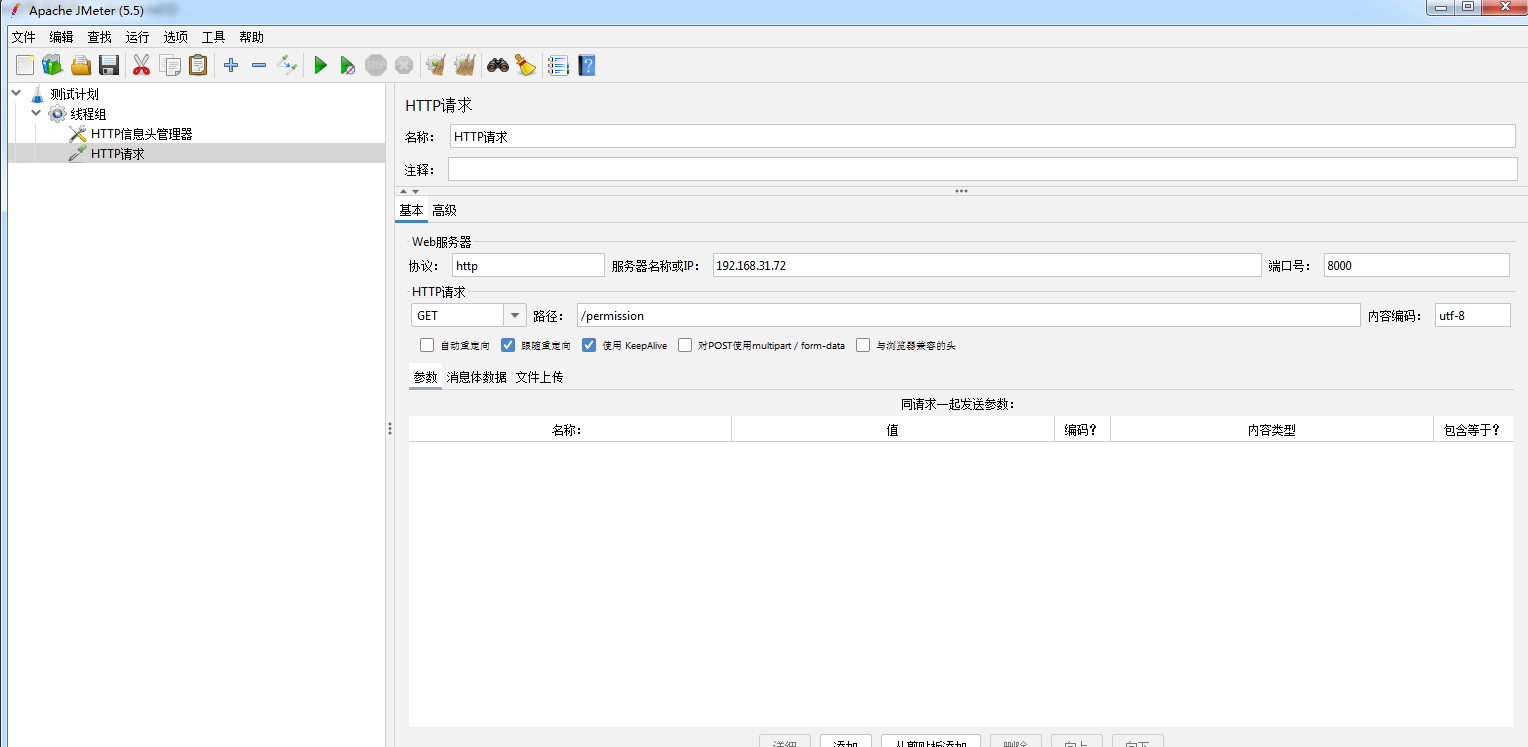 Apache JMeter (5.5)
文件 编辑 查找 运行 选项 工具 帮助
STOP
测试计划
线程组
HTTP信息头管理器
HTTP请求
HTTP请求
名称： HTTP请求
注释：
基本 高级
Web服务器
协议： http 服务器名称或IP： 192.168.31.72 端口号： 8000
HTTP请求
GET 路径： /permission 内容编码： utf-8
自动重定向 跟随重定向 使用 KeepAlive 对POST使用multipart / form-data 与浏览器兼容的头
参数 消息体数据 文件上传
同请求一起发送参数：
名称： 值 编码？ 内容类型 包含等于？
详细 添加 从剪贴板添加 删除 向上 向下